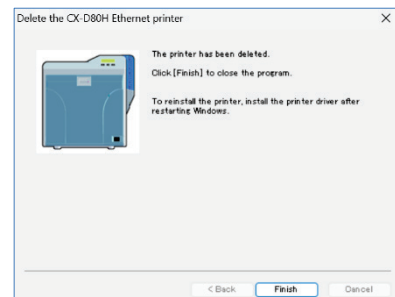 Delete the CX-D80H Ethernet printer
The printer has been deleted.
Click [Finish] to close the program.
To reinstall the printer, install the printer driver after
restarting Windows.
< Back
Finish
Cancel